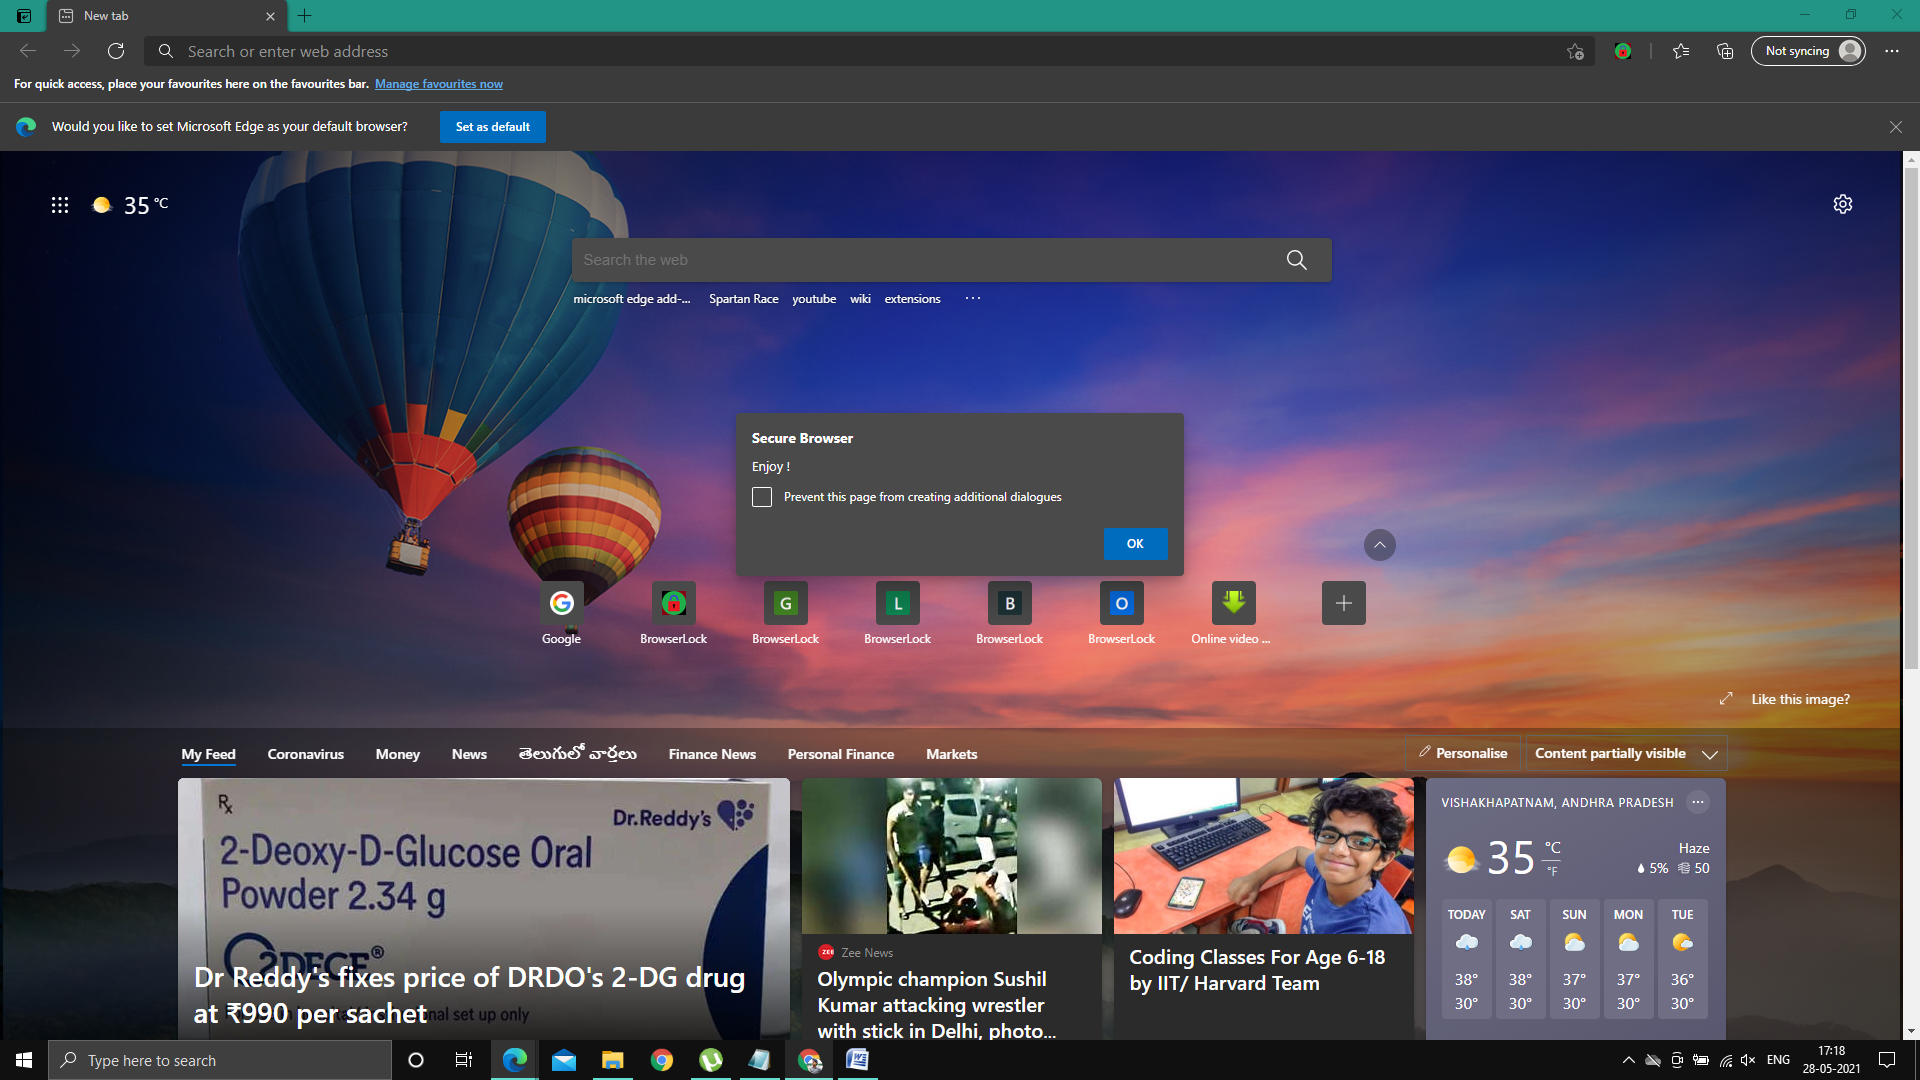 New tab
Search or enter web address
Not syncing
For quick access, place your favourites here on the favourites bar. Manage favourites now
Would you like to set Microsoft Edge as your default browser?
Set as default
35 °C
Search the web
microsoft edge add-... Spartan Race youtube wiki extensions ...
Secure Browser
Enjoy !
Prevent this page from creating additional dialogues
OK
G L B O
Google BrowserLock BrowserLock BrowserLock BrowserLock BrowserLock Online video ...
Like this image?
My Feed Coronavirus Money News తెలుగులో వార్తలు Finance News Personal Finance Markets
Personalise
Content partially visible
Rx
Dr.Reddy's
2-Deoxy-D-Glucose Oral
Powder 2.34 g
2DEGE®
Dr Reddy's fixes price of DRDO's 2-DG drug
at ₹990 per sachet
set up only
ZEE Zee News
Olympic champion Sushil
Kumar attacking wrestler
with stick in Delhi, photo...
Coding Classes For Age 6-18
by IIT/ Harvard Team
VISHAKHAPATNAM, ANDHRA PRADESH
35 °C
°F
Haze
5% 50
TODAY SAT SUN MON TUE
38° 38° 37° 37° 36°
30° 30° 30° 30° 30°
Type here to search
ENG
17:18
28-05-2021